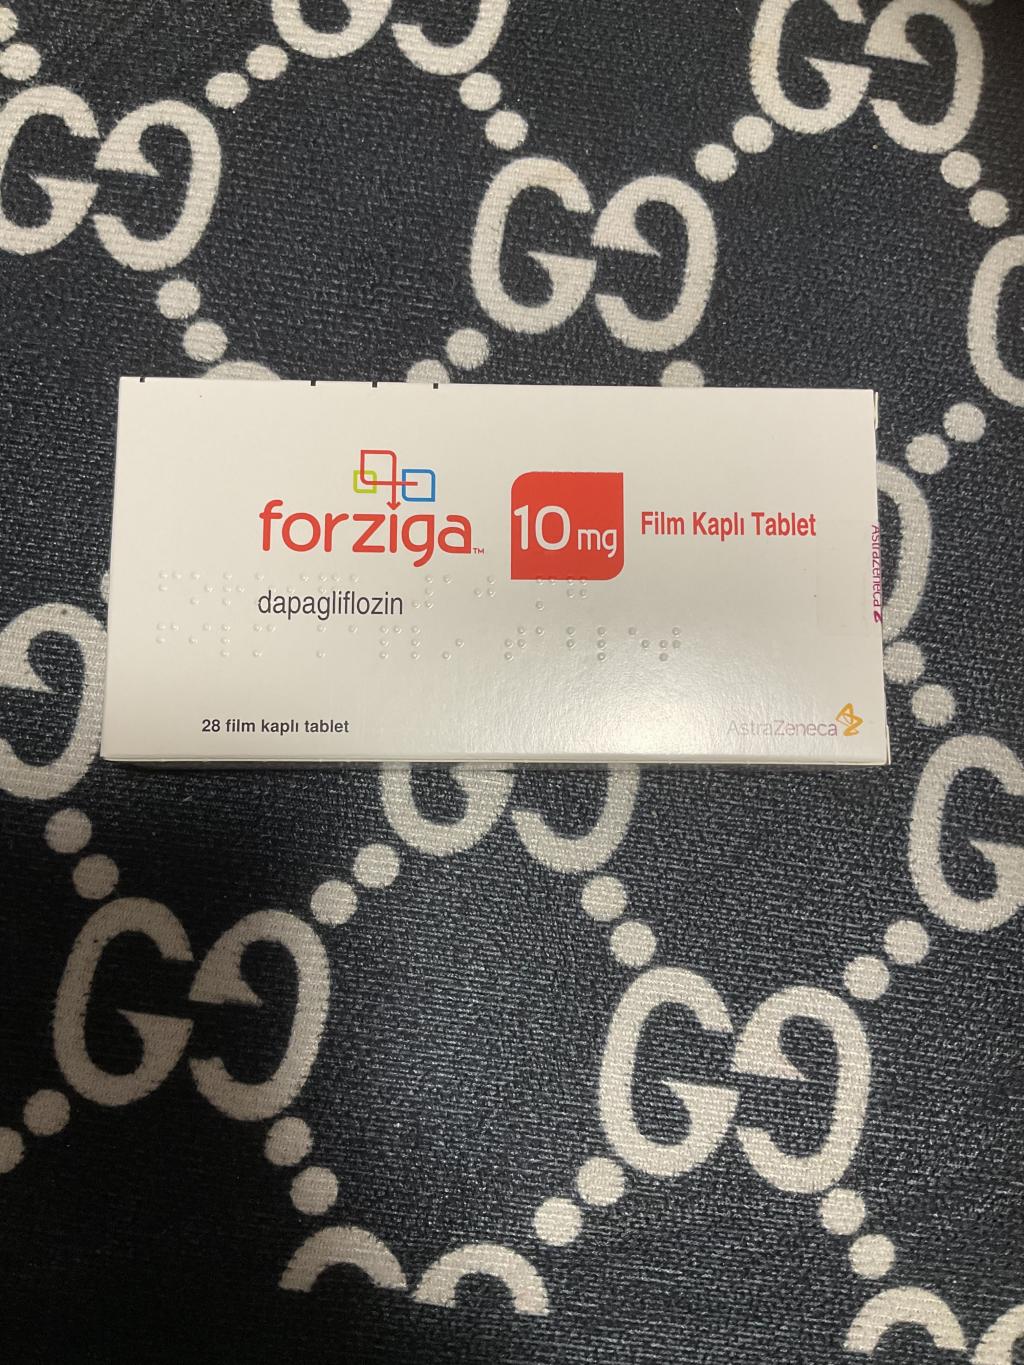 forziga™
10 mg
Film Kaplı Tablet
dapagliflozin
28 film kaplı tablet
AstraZeneca
AstraZeneca